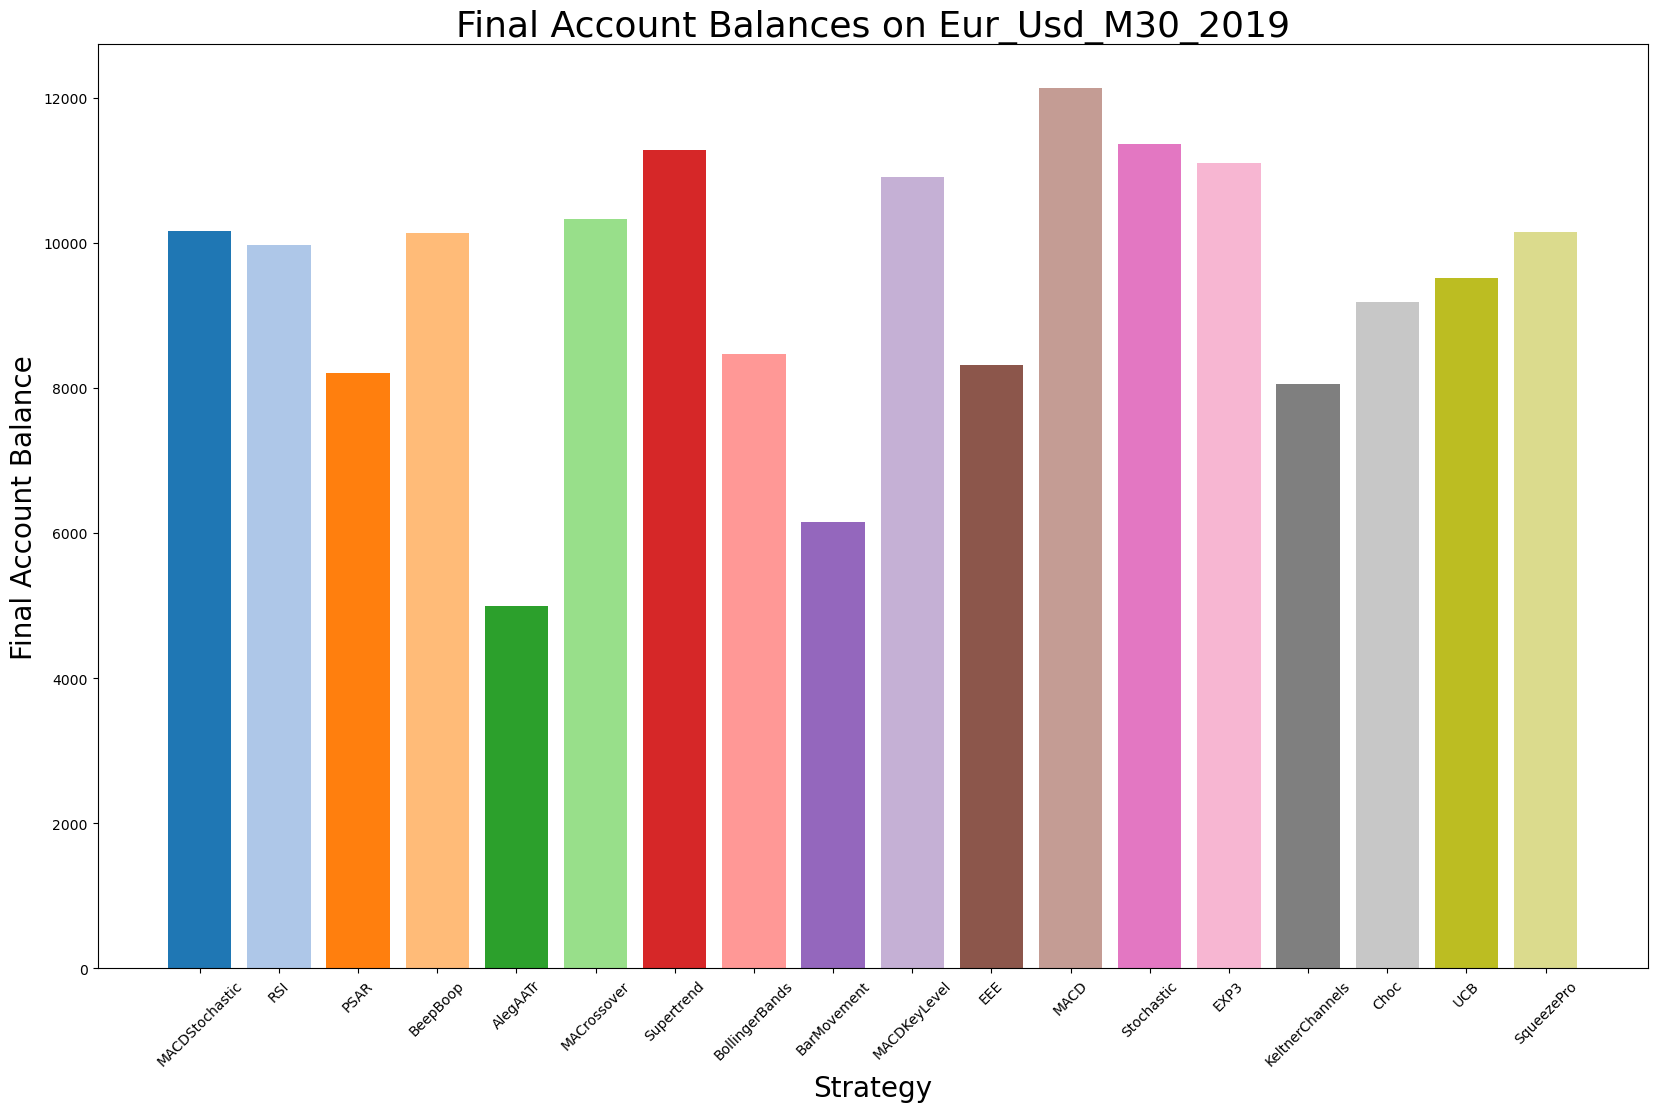 Final Account Balances on Eur_Usd_M30_2019
Final Account Balance
12000
10000
8000
6000
4000
2000
0
MACDStochastic
RSI
PSAR
BeepBoop
AlegAATr
MACrossover
Supertrend
BollingerBands
BarMovement
MACDKeyLevel
EEE
MACD
Stochastic
EXP3
KeltnerChannels
Choc
UCB
SqueezePro
Strategy